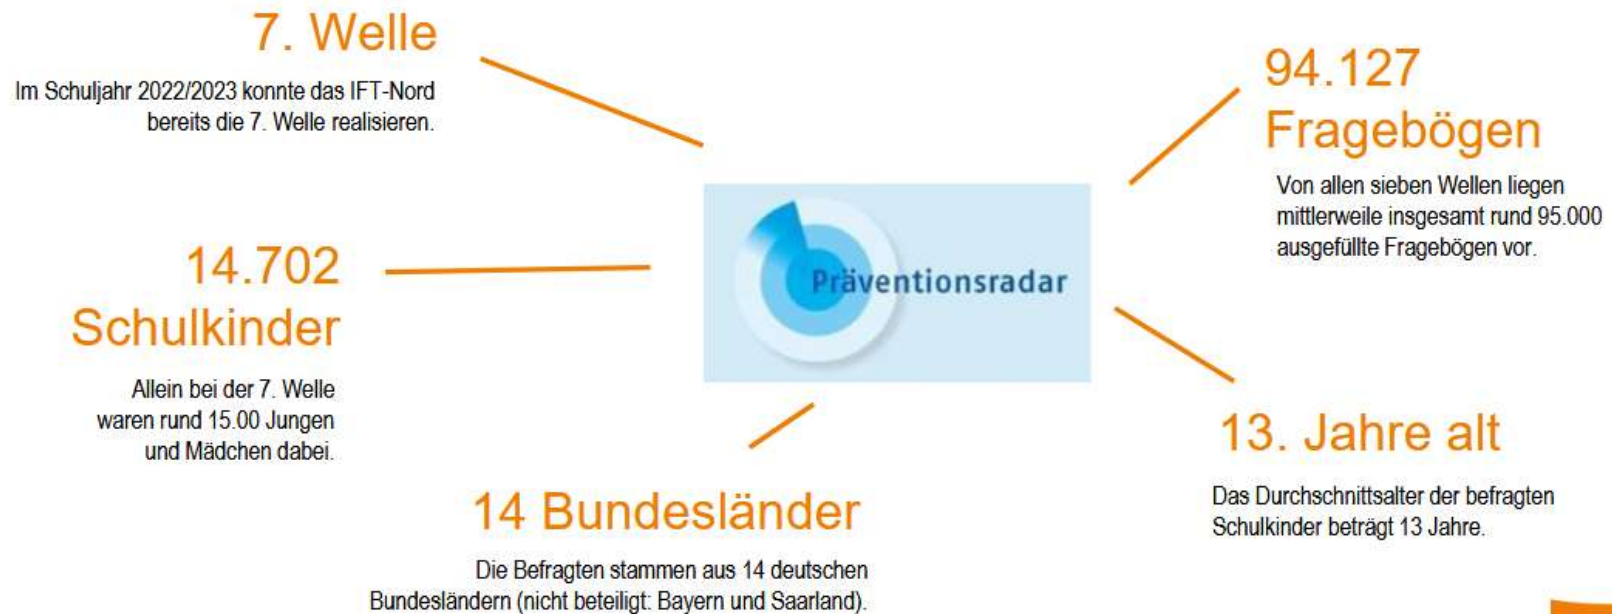 7. Welle
Im Schuljahr 2022/2023 konnte das IFT-Nord
bereits die 7. Welle realisieren.
94.127
Fragebögen
Von allen sieben Wellen liegen
mittlerweile insgesamt rund 95.000
ausgefüllte Fragebögen vor.
Präventionsradar
14.702
Schulkinder
Allein bei der 7. Welle
waren rund 15.00 Jungen
und Mädchen dabei.
13. Jahre alt
Das Durchschnittsalter der befragten
Schulkinder beträgt 13 Jahre.
14 Bundesländer
Die Befragten stammen aus 14 deutschen
Bundesländern (nicht beteiligt: Bayern und Saarland).